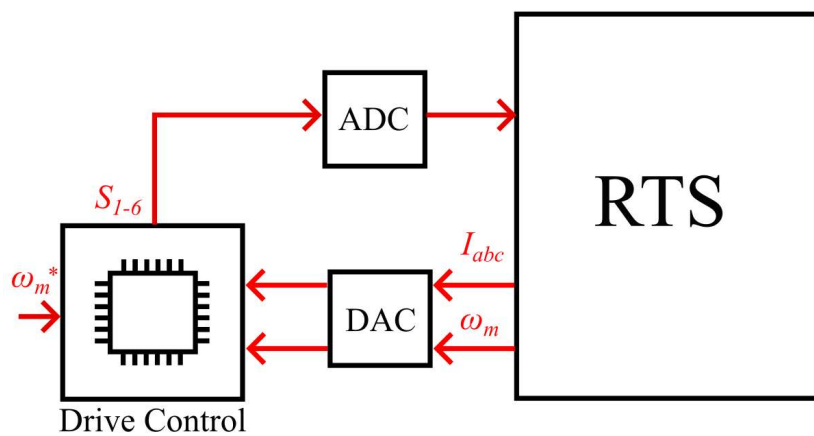 ADC
RTS
S1-6
Iabc
ωm*
DAC
ωm
Drive Control